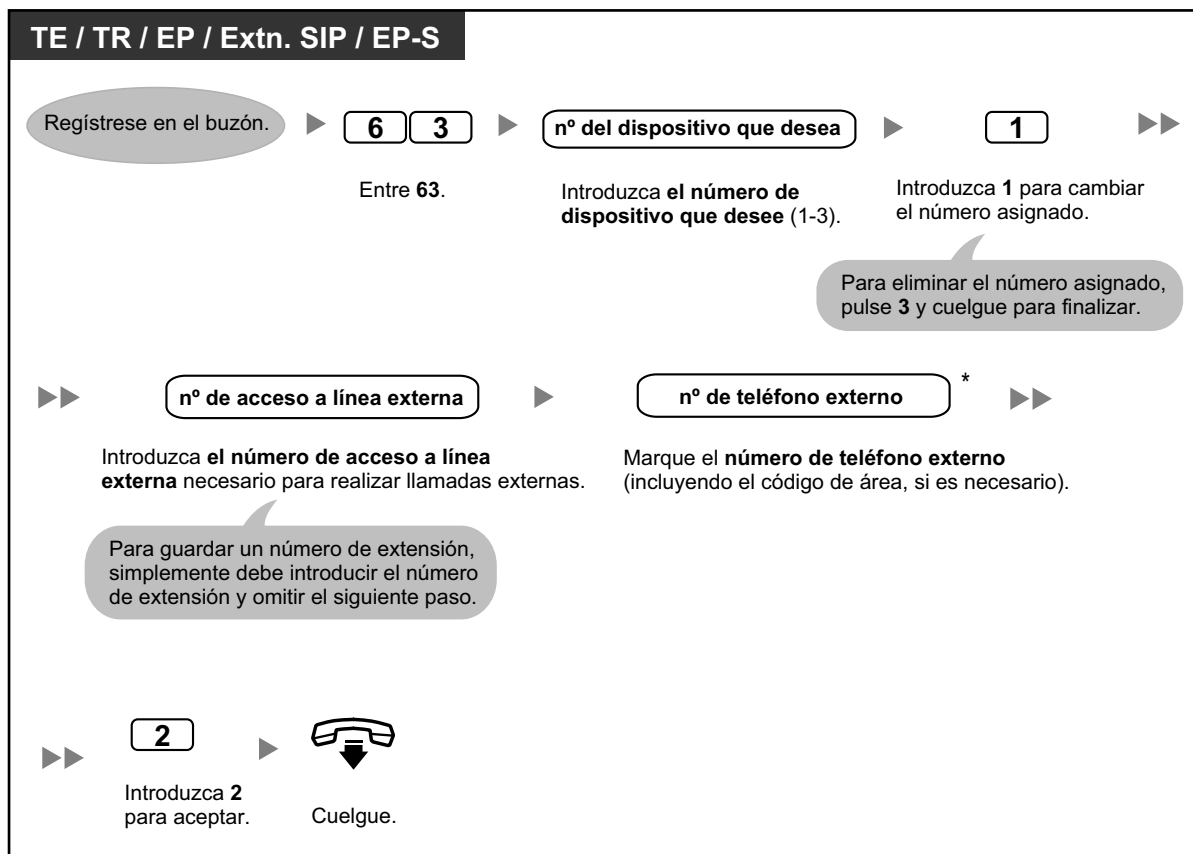 TE / TR / EP / Extn. SIP / EP-S
Regístrese en el buzón.
6 3
nº del dispositivo que desea
1
Entre 63.
Introduzca el número de
dispositivo que desee (1-3).
Introduzca 1 para cambiar
el número asignado.
Para eliminar el número asignado,
pulse 3 y cuelgue para finalizar.
nº de acceso a línea externa
nº de teléfono externo *
Introduzca el número de acceso a línea
externa necesario para realizar llamadas externas.
Marque el número de teléfono externo
(incluyendo el código de área, si es necesario).
Para guardar un número de extensión,
simplemente debe introducir el número
de extensión y omitir el siguiente paso.
2
Introduzca 2
para aceptar.
Cuelgue.